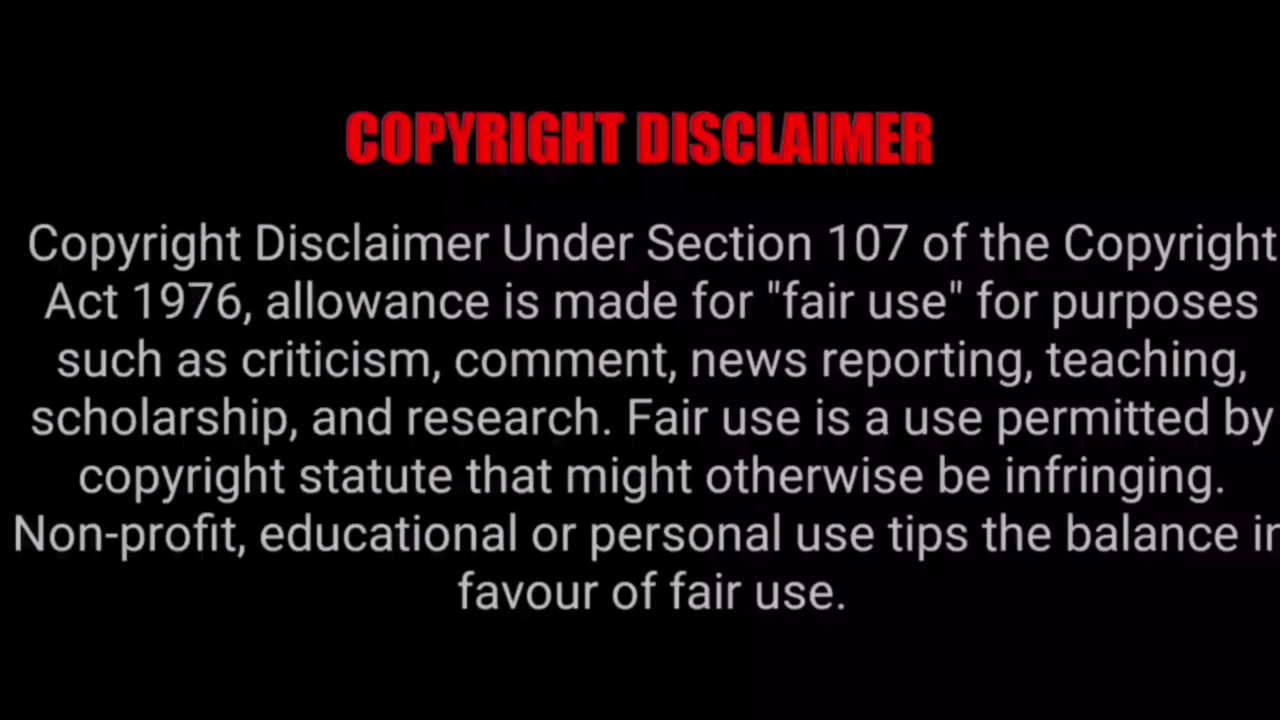 COPYRIGHT DISCLAIMER
Copyright Disclaimer Under Section 107 of the Copyright
Act 1976, allowance is made for "fair use" for purposes
such as criticism, comment, news reporting, teaching,
scholarship, and research. Fair use is a use permitted by
copyright statute that might otherwise be infringing.
Non-profit, educational or personal use tips the balance in
favour of fair use.